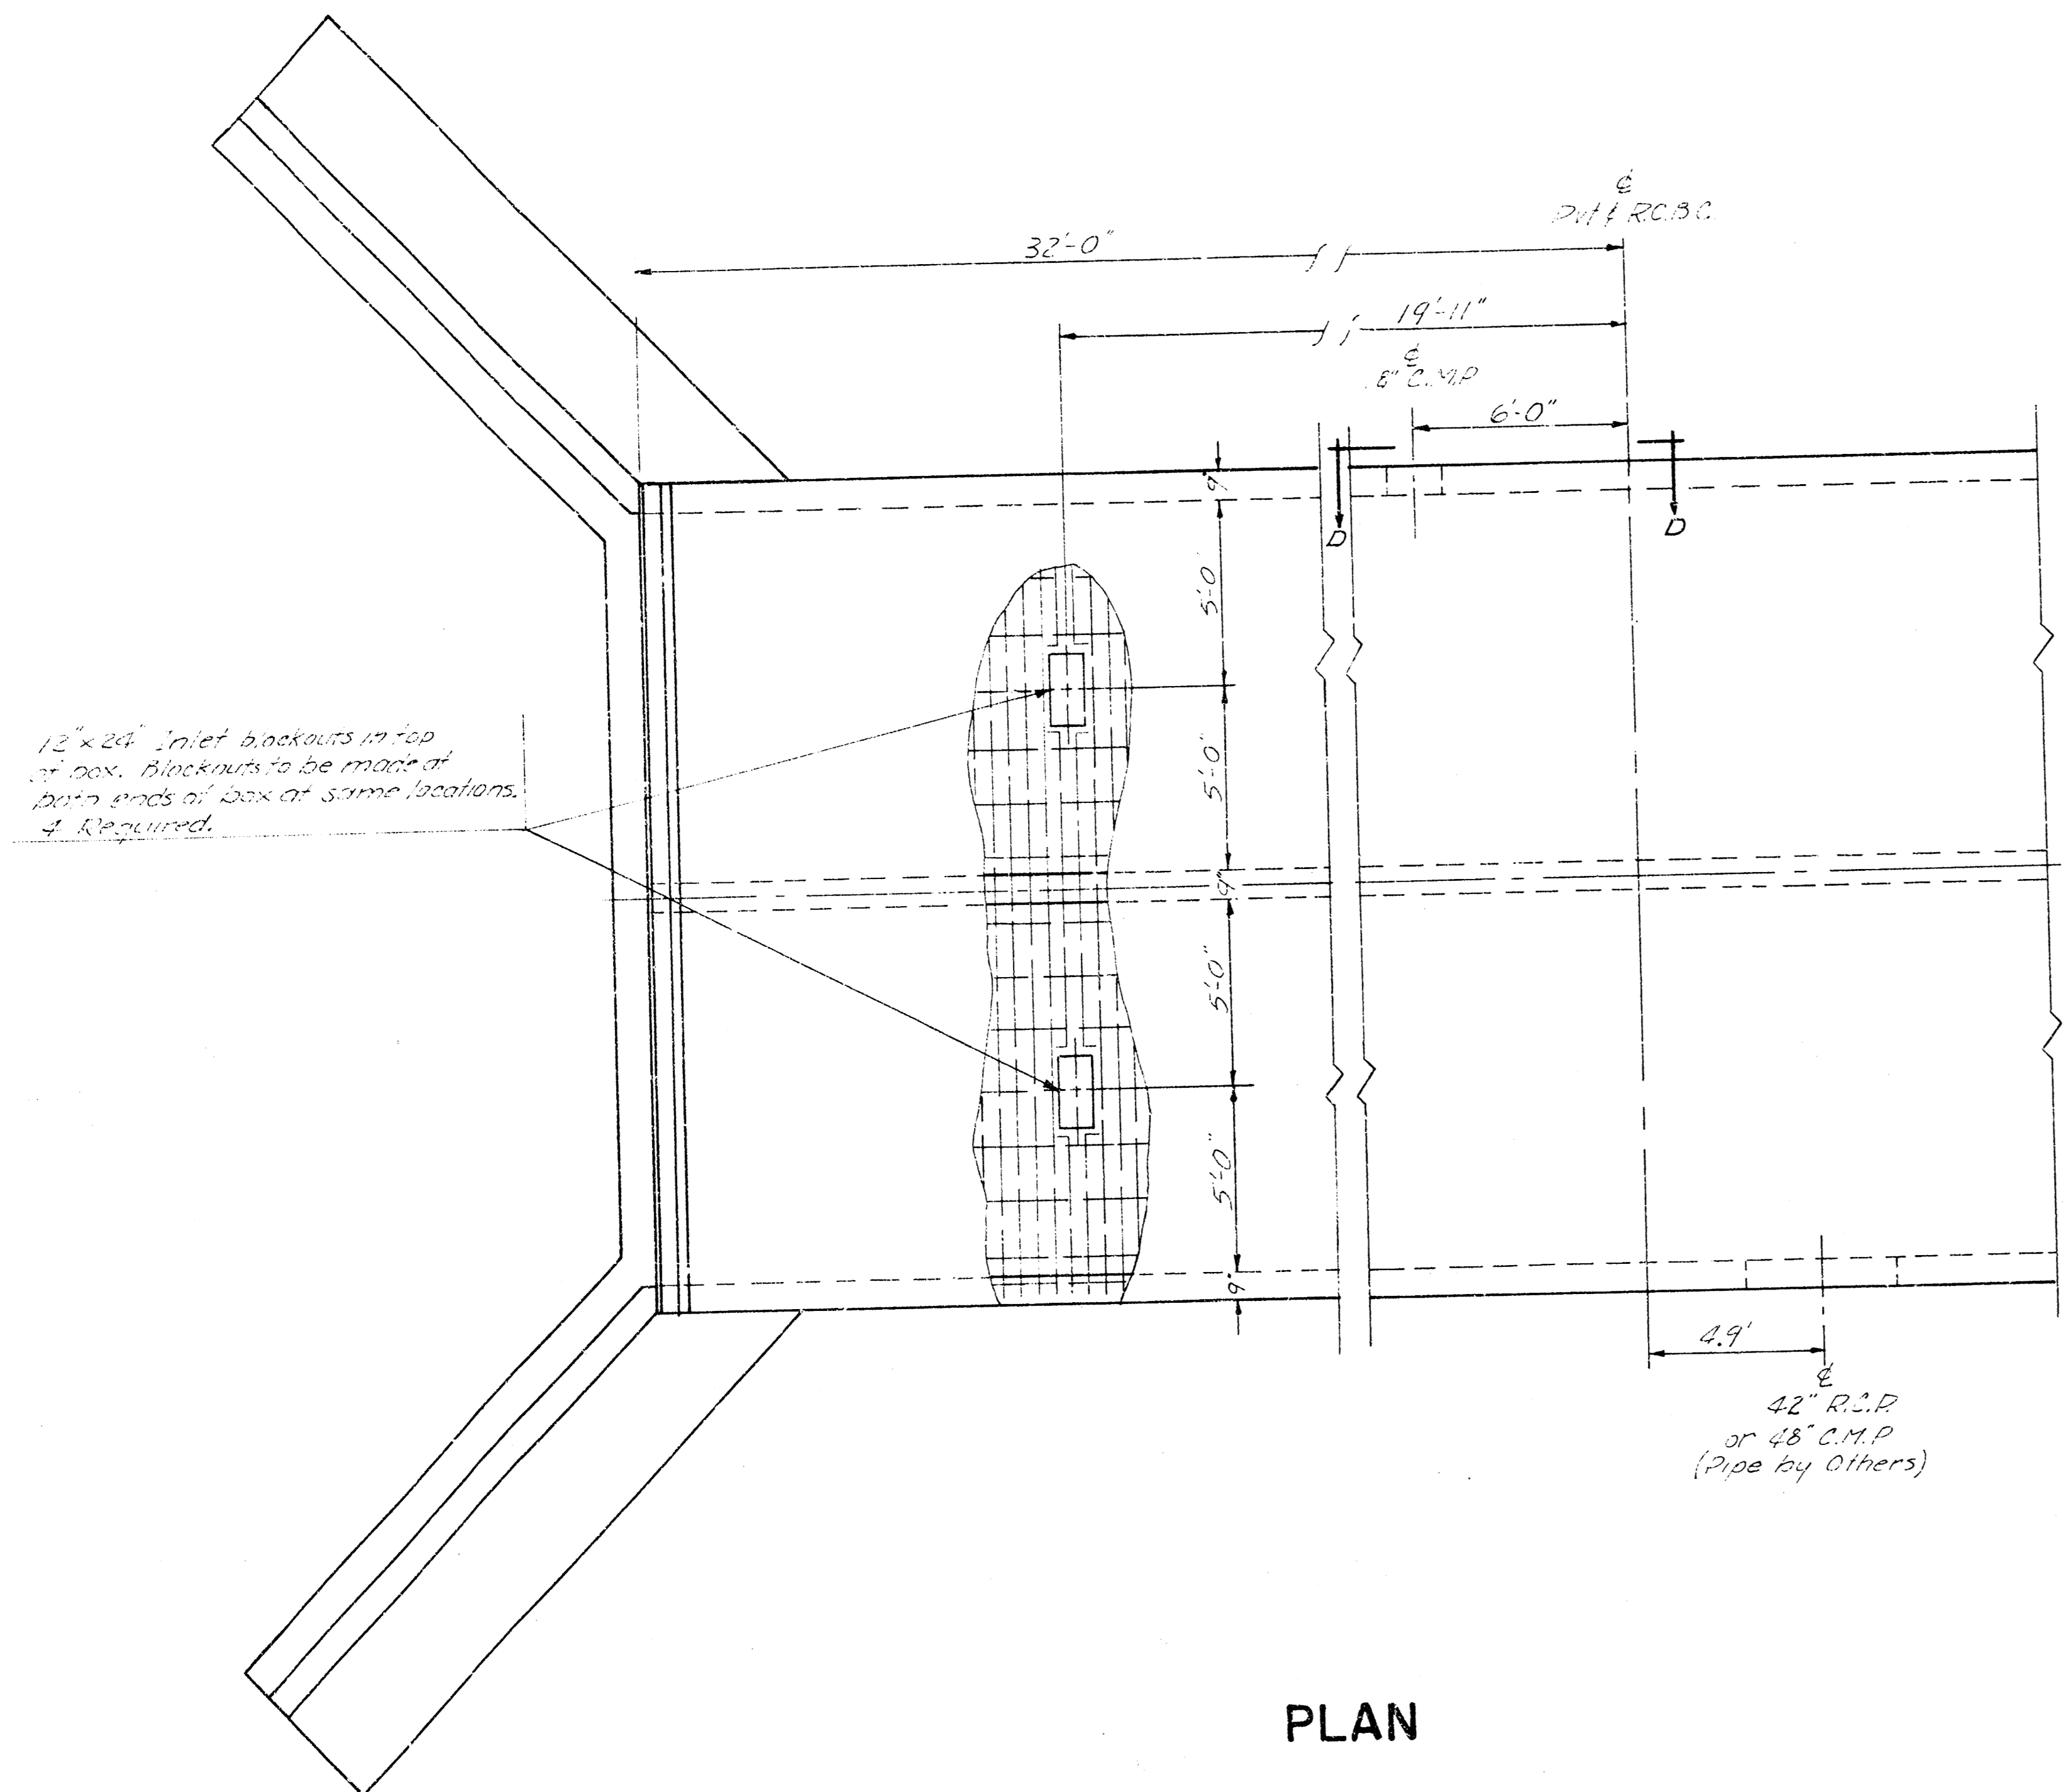 ℄
Pvt & R.C.B.C.
32'-0"
19'-11"
℄
8" C.M.P
6'-0"
9"
D
D
5'-0"
5'-0"
9"
5'-0"
5'-0"
9"
12"x24" Inlet blockouts in top
of box. Blockouts to be made at
both ends of box at same locations.
4 Required.
4.9'
℄
42" R.C.P.
or 48" C.M.P
(Pipe by Others)
PLAN